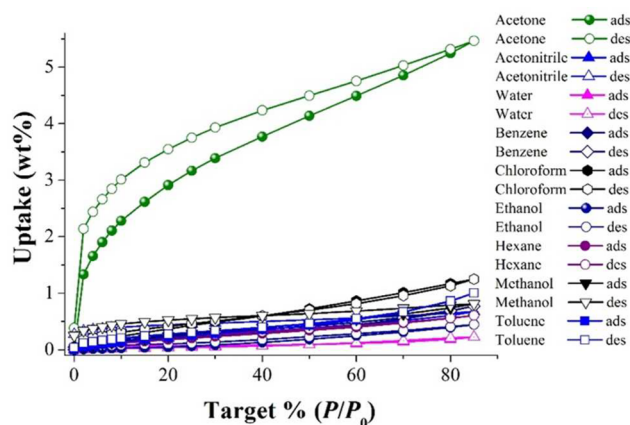 Acetone ads
Acetone des
Acetonitrile ads
Acetonitrile des
Water ads
Water des
Benzene ads
Benzene des
Chloroform ads
Chloroform des
Ethanol ads
Ethanol des
Hexane ads
Hexane des
Methanol ads
Methanol des
Toluene ads
Toluene des
5
4
3
2
1
0
Uptake (wt%)
0 20 40 60 80
Target % (P/P0)